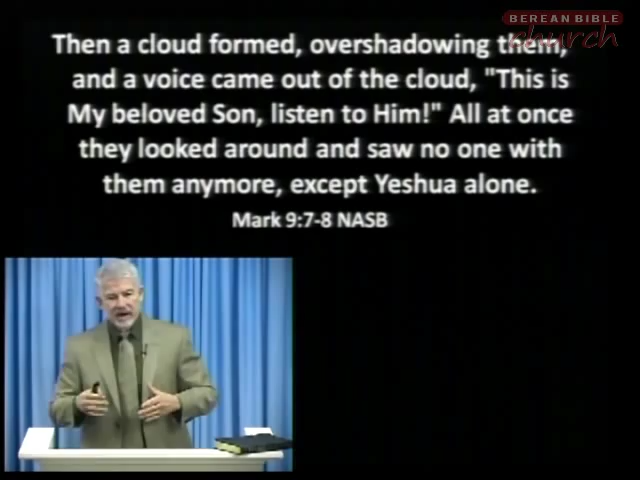 BEREAN BIBLE
church
Then a cloud formed, overshadowing them,
and a voice came out of the cloud, "This is
My beloved Son, listen to Him!" All at once
they looked around and saw no one with
them anymore, except Yeshua alone.
Mark 9:7-8 NASB